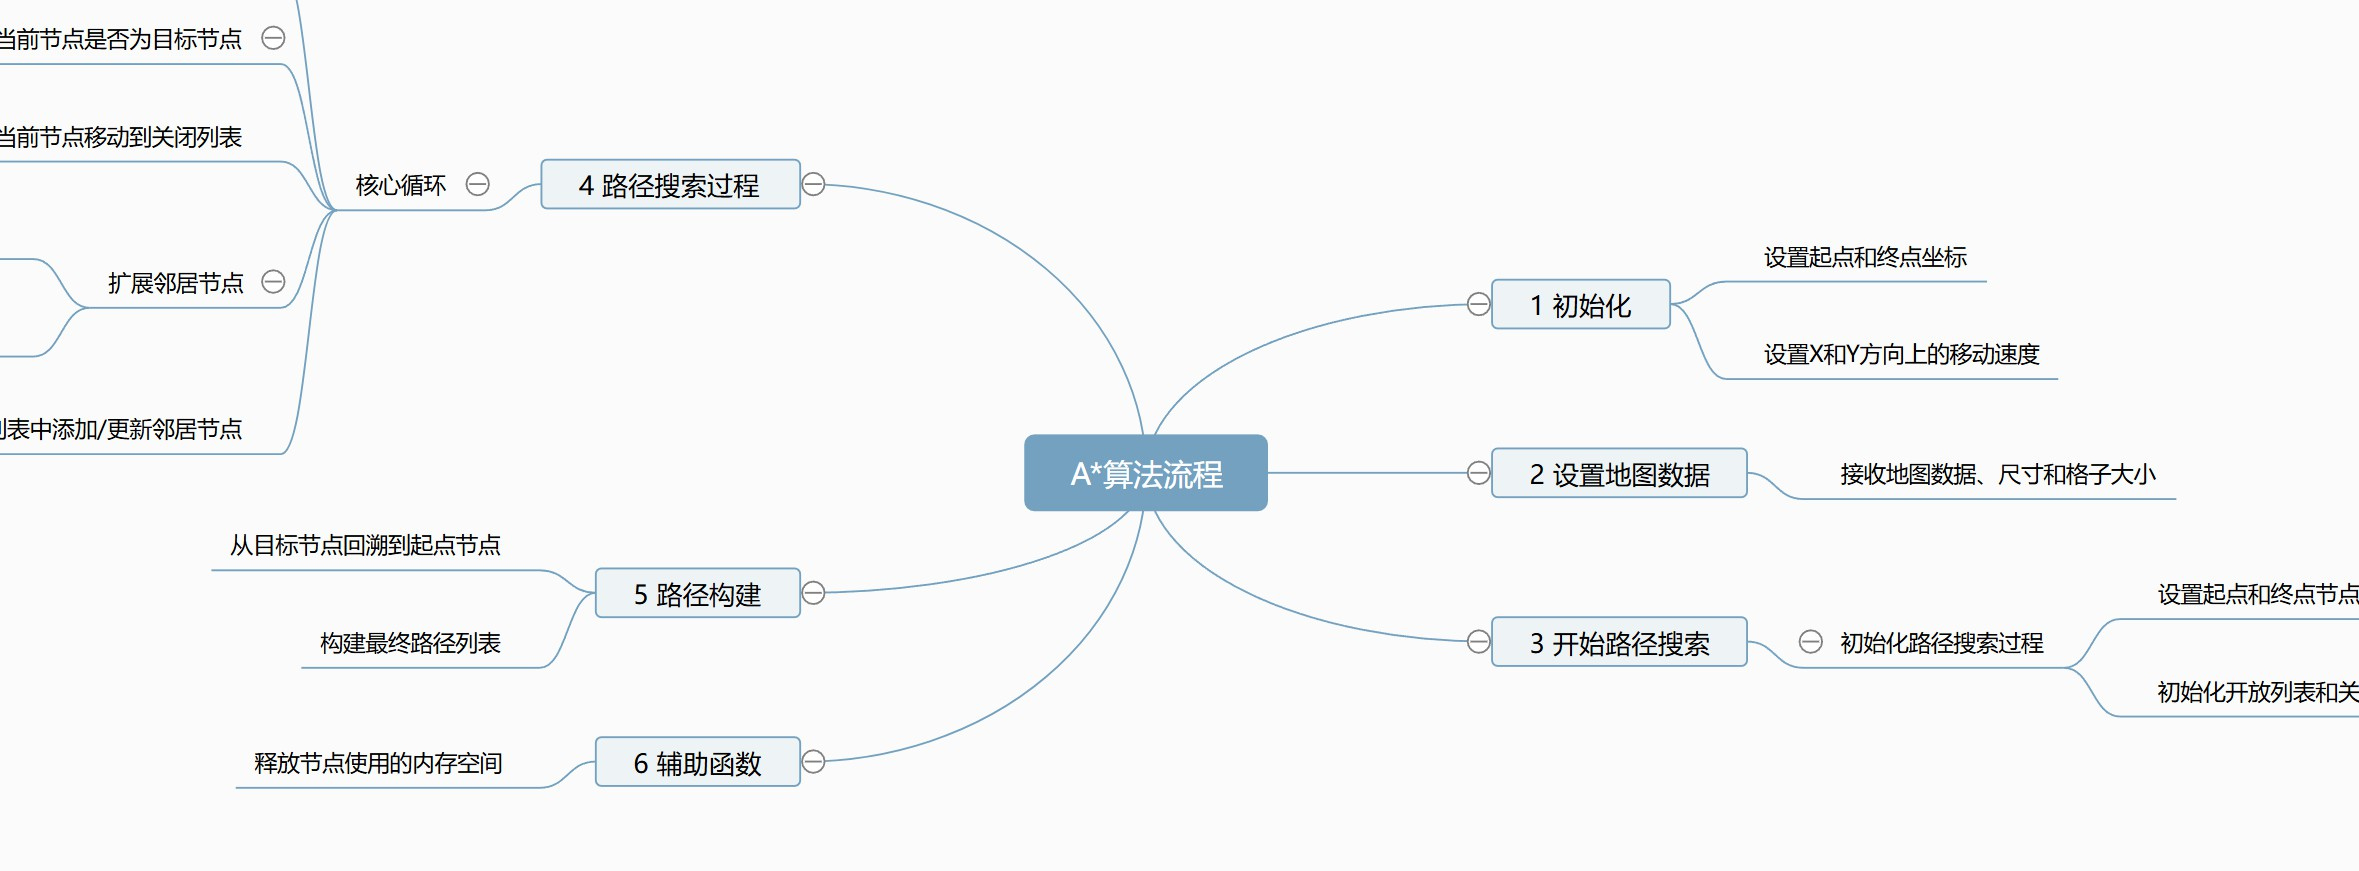 A*算法流程
1 初始化
设置起点和终点坐标
设置X和Y方向上的移动速度
2 设置地图数据
接收地图数据、尺寸和格子大小
3 开始路径搜索
初始化路径搜索过程
设置起点和终点节点
初始化开放列表和关
4 路径搜索过程
核心循环
当前节点是否为目标节点
当前节点移动到关闭列表
扩展邻居节点
表中添加/更新邻居节点
5 路径构建
从目标节点回溯到起点节点
构建最终路径列表
6 辅助函数
释放节点使用的内存空间